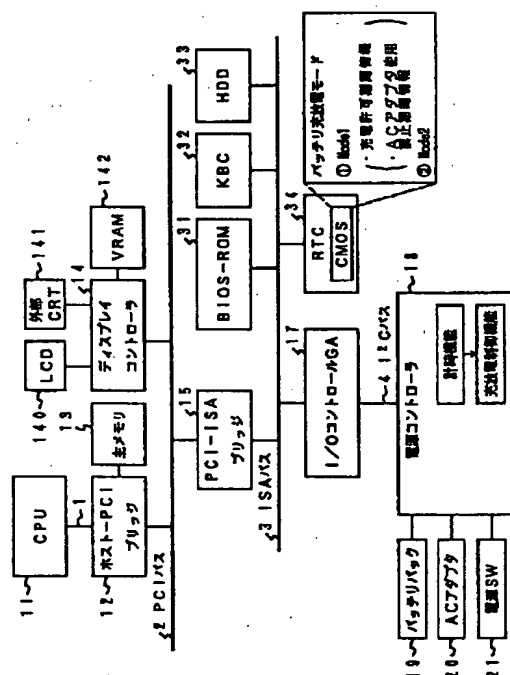 CPU
11
1
ホスト-PCI
ブリッジ
12
主メモリ
13
LCD
140
外部
CRT
141
ディスプレイ
コントローラ
14
VRAM
142
2 PCIバス
PCI-ISA
ブリッジ
15
3 ISAバス
BIOS-ROM
31
KBC
32
HDD
33
RTC
CMOS
34
バッテリ充放電モード
① Mode1
・充電許可期間情報
・ACアダプタ使用
禁止期間情報
② Mode2
I/OコントロールGA
17
4 I²Cバス
電源コントローラ
18
計時機能
充放電制御機能
バッテリパック
19
ACアダプタ
20
電源SW
21